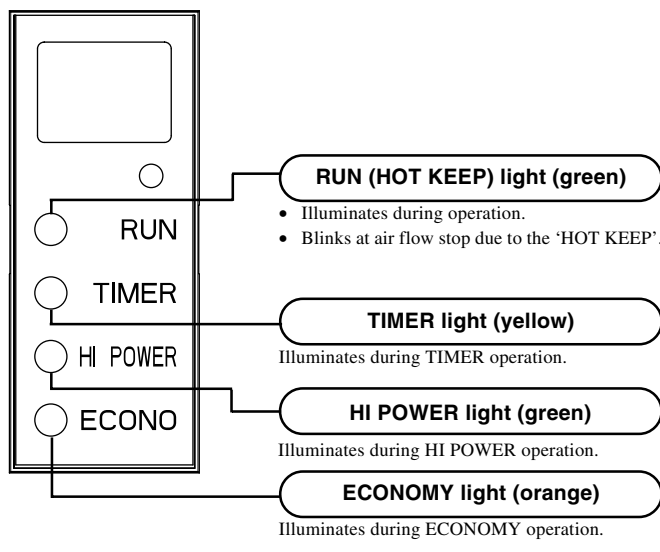 RUN (HOT KEEP) light (green)
• Illuminates during operation.
• Blinks at air flow stop due to the ‘HOT KEEP’.
RUN
TIMER
TIMER light (yellow)
Illuminates during TIMER operation.
HI POWER
HI POWER light (green)
Illuminates during HI POWER operation.
ECONO
ECONOMY light (orange)
Illuminates during ECONOMY operation.